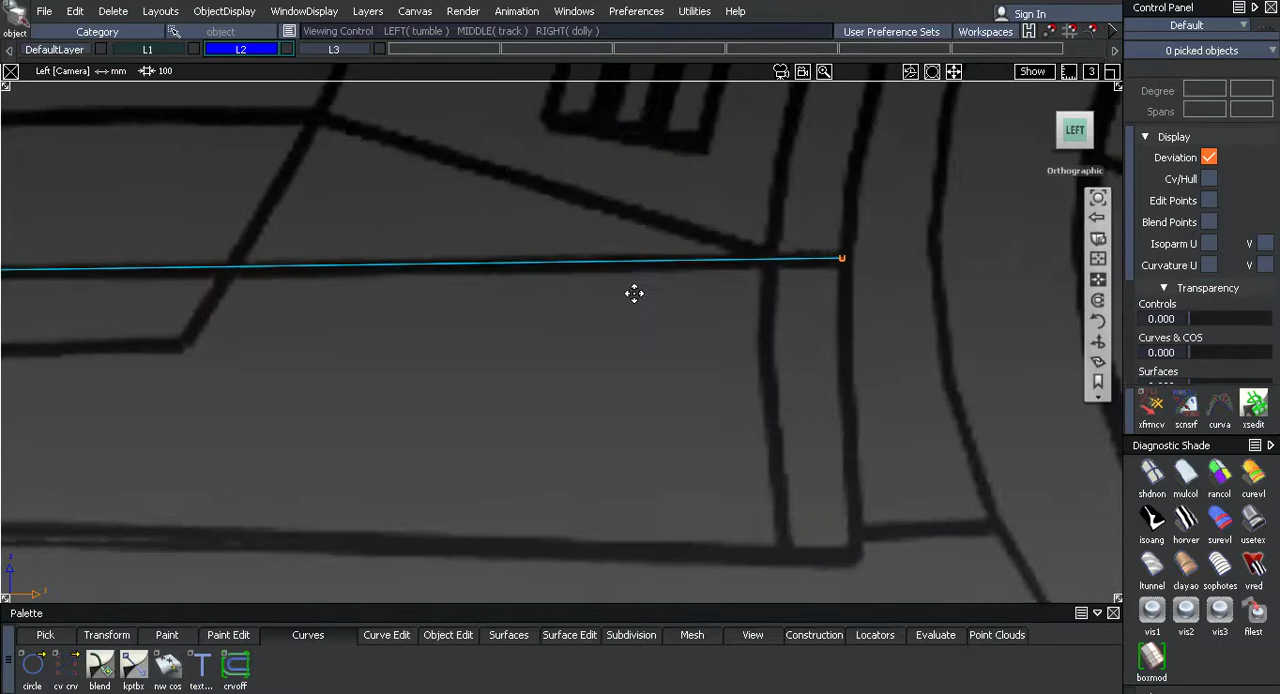 File Edit Delete Layouts ObjectDisplay WindowDisplay Layers Canvas Render Animation Windows Preferences Utilities Help Sign In Control Panel
object Category object Viewing Control LEFT( tumble ) MIDDLE( track ) RIGHT( dolly ) User Preference Sets Workspaces Default
DefaultLayer L1 L2 L3 0 picked objects
Left [Camera] mm 100 Show 3
Degree
Spans
LEFT
Orthographic
Display
Deviation
Cv/Hull
Edit Points
Blend Points
Isoparm U V
Curvature U V
Transparency
Controls
0.000
Curves & COS
0.000
Surfaces
xfrmcv scnsrf curva xsedit
Diagnostic Shade
shdnon mulcol rancol curevl
isoang horver surevl usetex
ltunnel clayao sophotes vred
vis1 vis2 vis3 filest
boxmod
z
x
Palette
Pick Transform Paint Paint Edit Curves Curve Edit Object Edit Surfaces Surface Edit Subdivision Mesh View Construction Locators Evaluate Point Clouds
circle cv crv blend kptbx nw cos text... crvoff